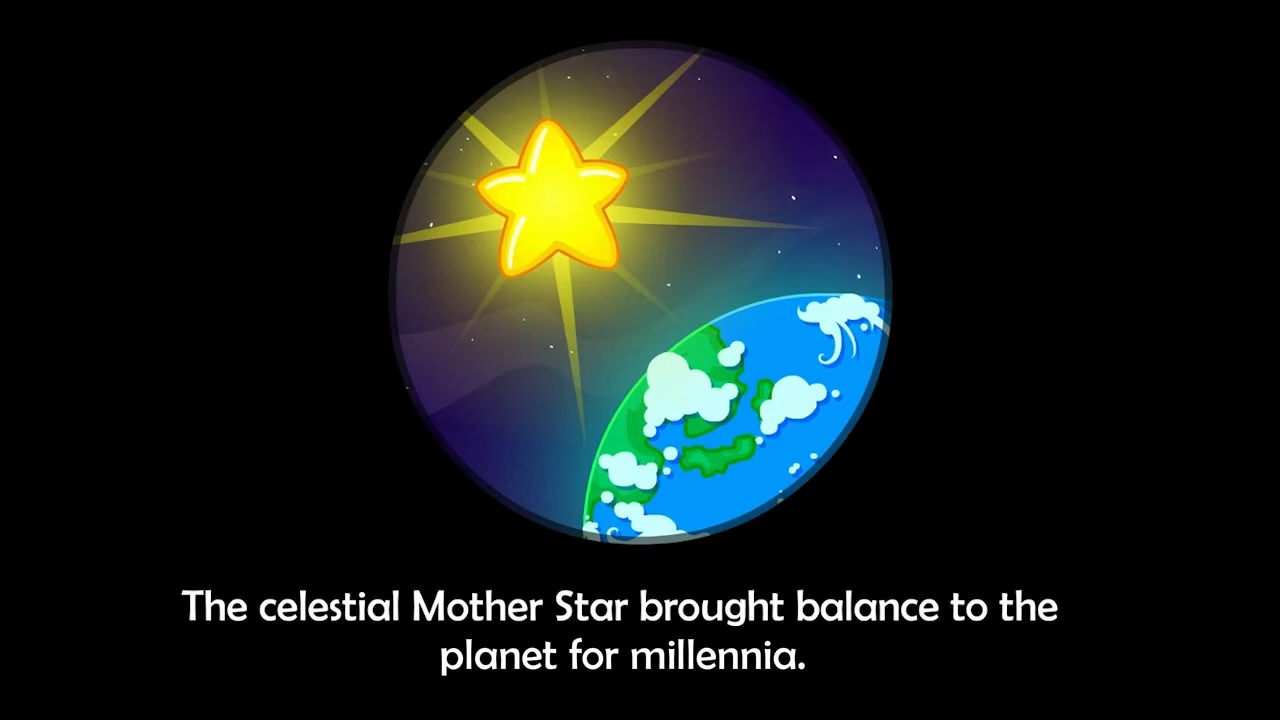 The celestial Mother Star brought balance to the
planet for millennia.